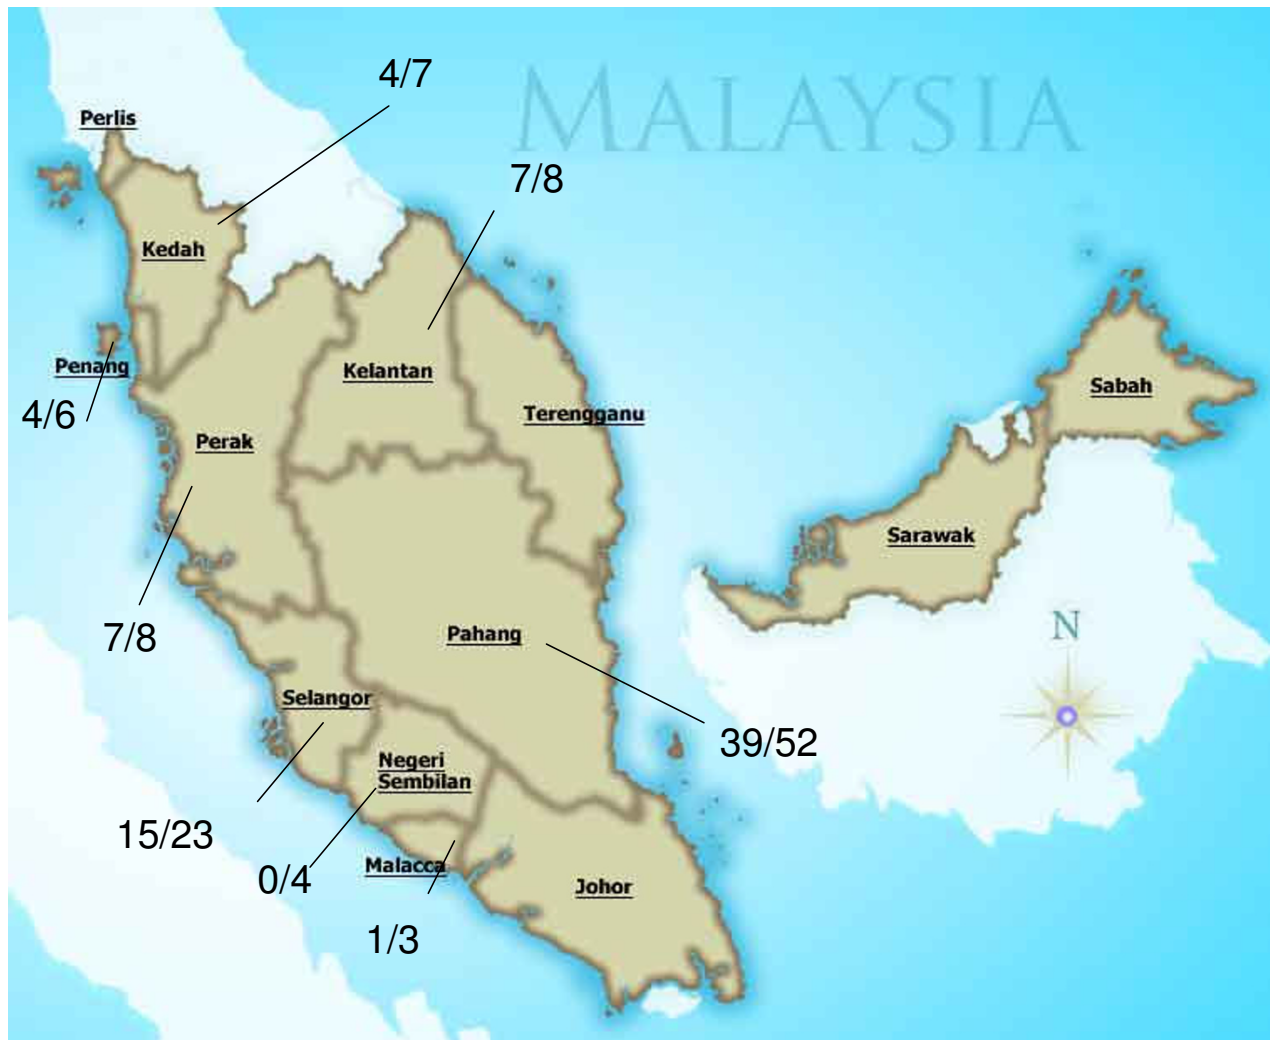 4/7
MALAYSIA
Perlis
7/8
Kedah
Penang
Kelantan
Sabah
4/6
Terengganu
Perak
Sarawak
7/8
Pahang
N
Selangor
39/52
Negeri
Sembilan
15/23
0/4
Malacca
Johor
1/3